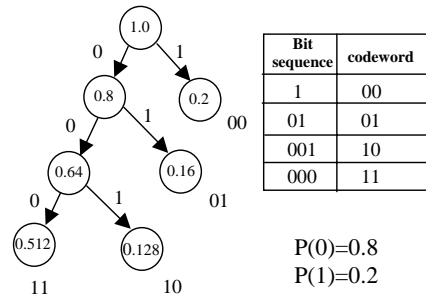 1.0
0 1
0.8 0.2
0 1 00
0.64 0.16
0 1 01
0.512 0.128
11 10
Bit sequence codeword
1 00
01 01
001 10
000 11
P(0)=0.8
P(1)=0.2